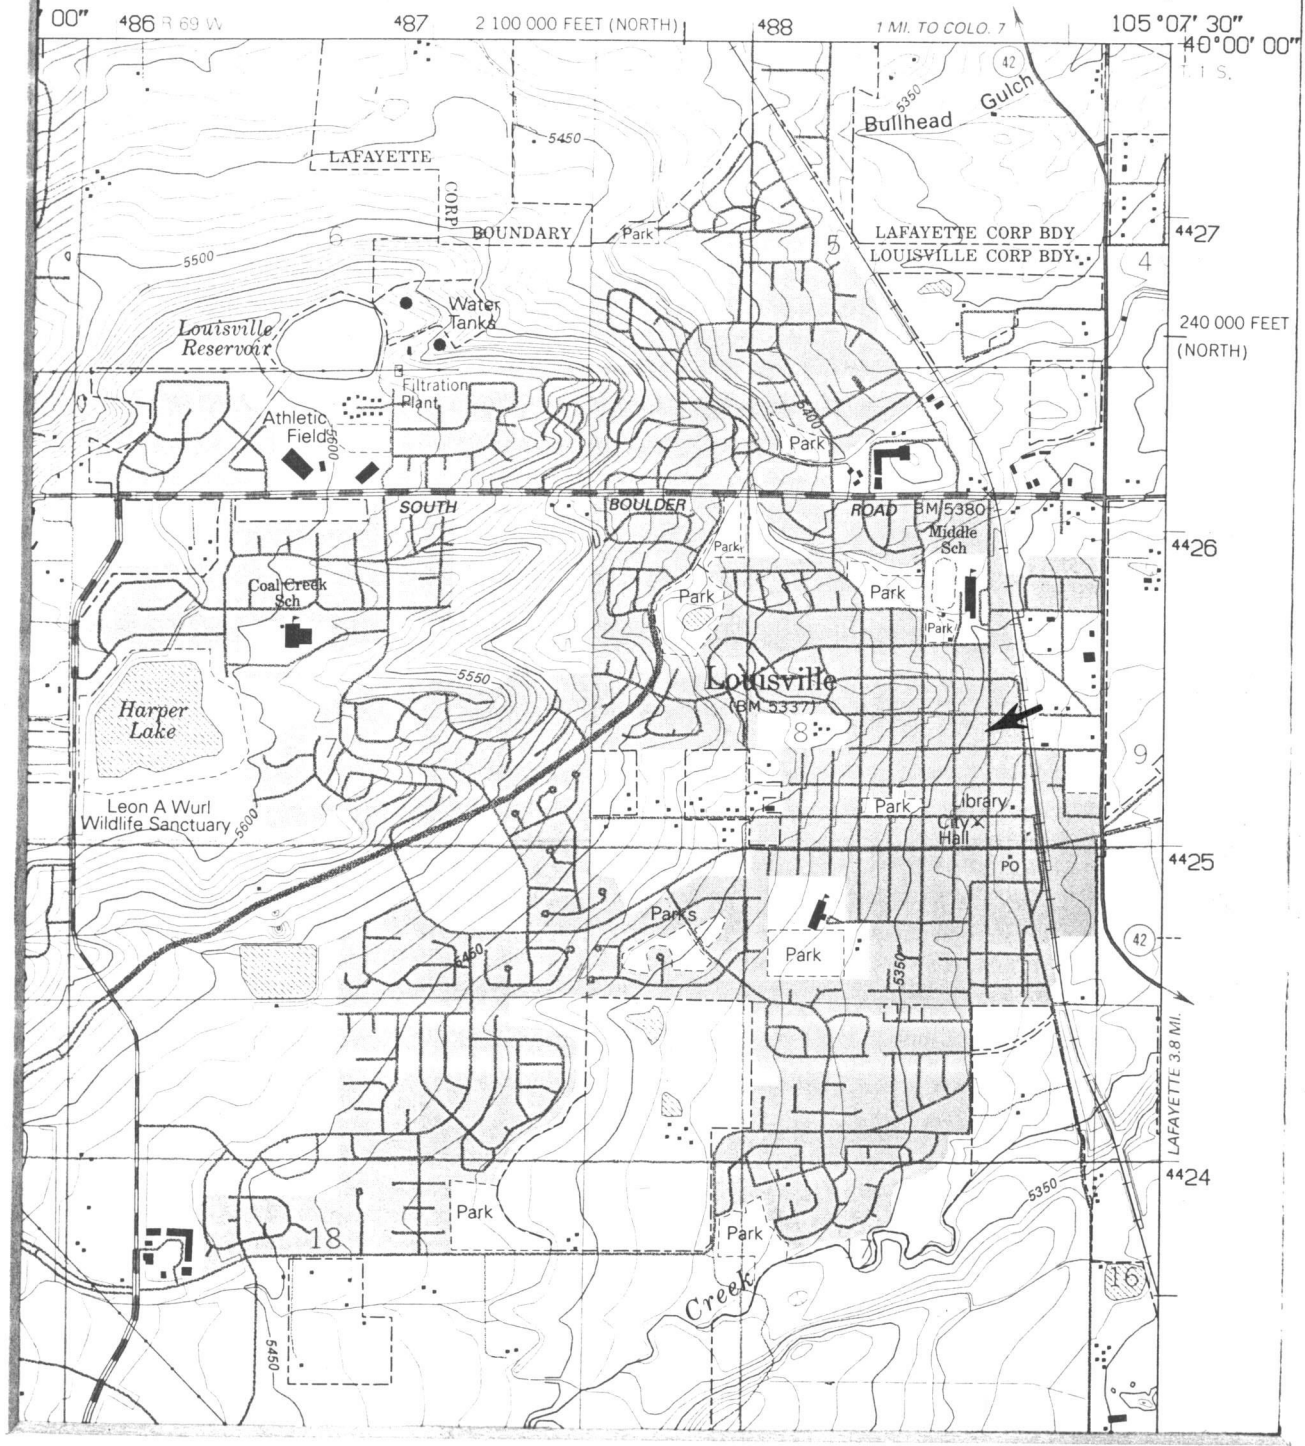 00"
486 R 69 W
487
2 100 000 FEET (NORTH)
488
1 MI. TO COLO. 7
105°07'30"
40°00'00"
T. 1 S.
42
5350
Bullhead Gulch
5450
LAFAYETTE
CORP
BOUNDARY
Park
6
5
LAFAYETTE CORP BDY
LOUISVILLE CORP BDY
4427
4
5500
Water
Tanks
Louisville
Reservoir
240 000 FEET
(NORTH)
Filtration
Plant
Athletic
Field
5600
5400
Park
SOUTH BOULDER ROAD
BM 5380
Middle
Sch
4426
Park
Coal Creek
Sch
Park
Park
Park
5550
Louisville
(BM 5337)
8
Harper
Lake
9
Leon A Wurl
Wildlife Sanctuary
5600
Park
Library
City
Hall
PO
4425
Parks
42
5460
Park
5350
LAFAYETTE 3.8 MI.
4424
5350
Park
18
Park
Creek
16
5450